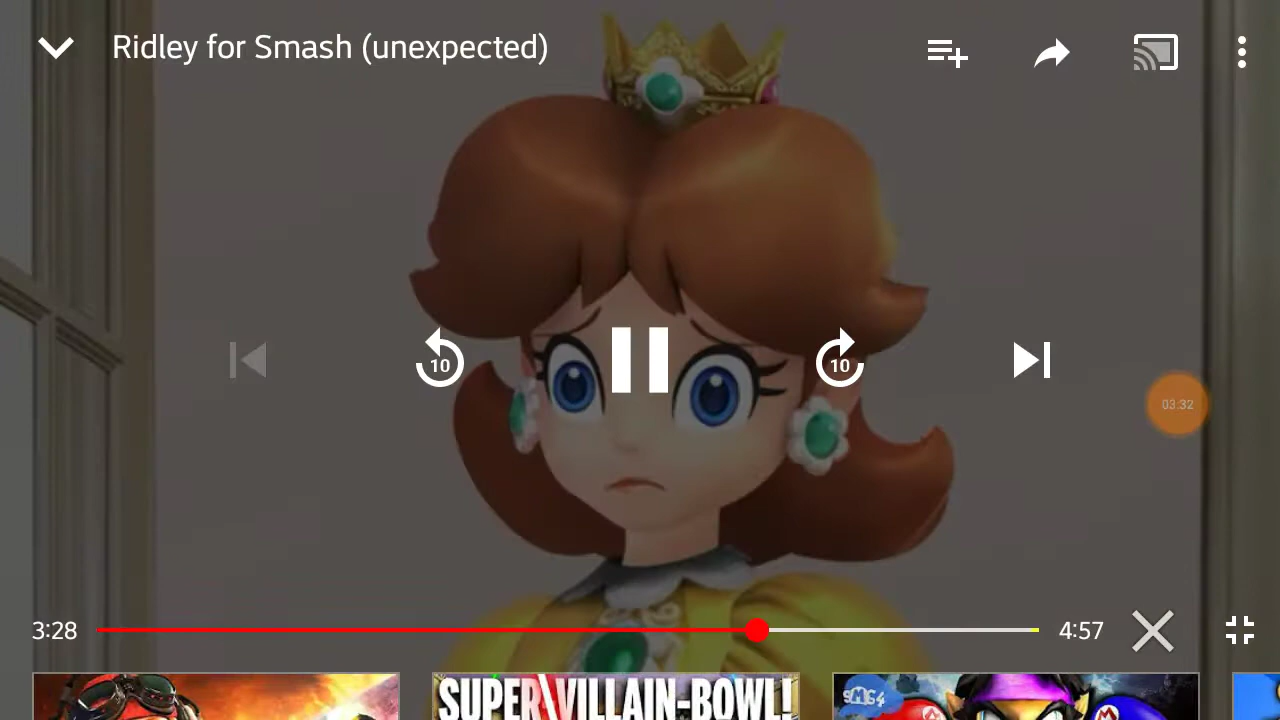 Ridley for Smash (unexpected)
10
10
03:32
3:28
4:57
SUPER VILLAIN-BOWL!
SMG4